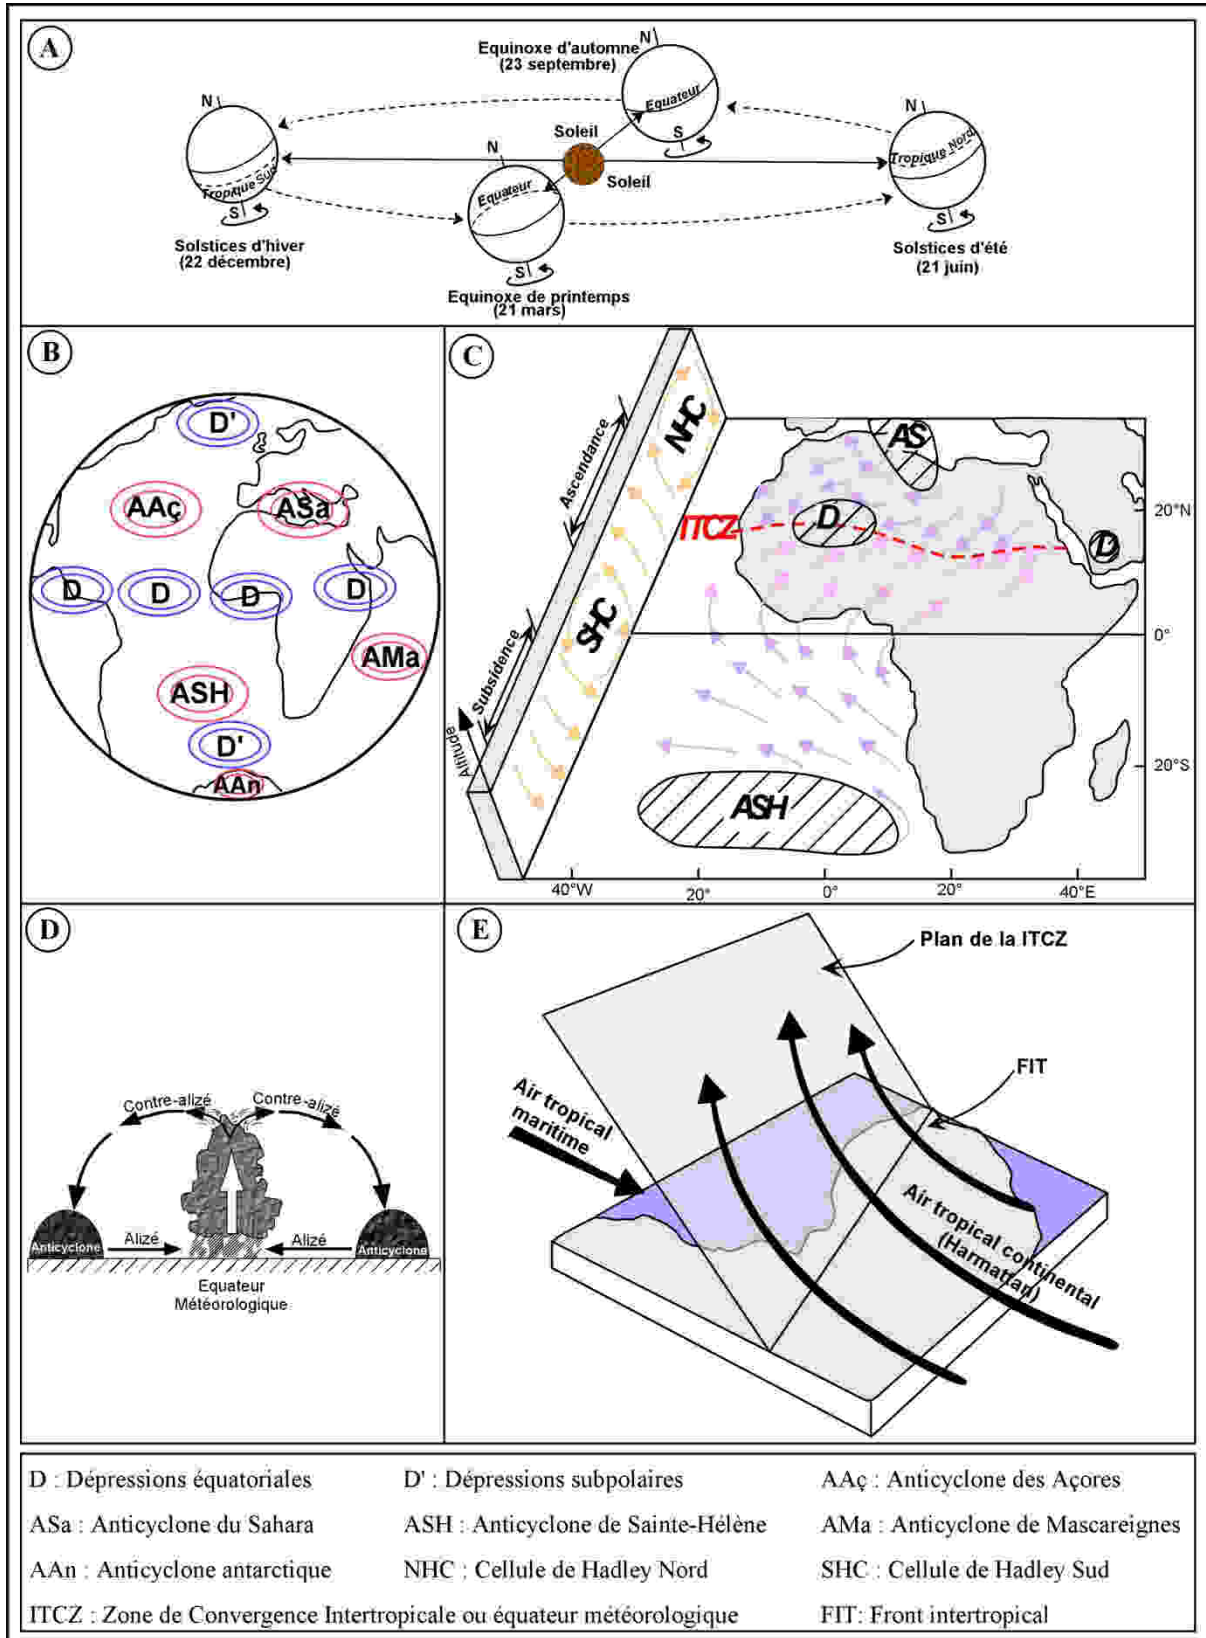 A
Equinoxe d'automne
(23 septembre)
N
Equateur
S
N
Tropique Sud
S
Solstices d'hiver
(22 décembre)
Soleil
Soleil
N
Equateur
S
Equinoxe de printemps
(21 mars)
N
Tropique Nord
S
Solstices d'été
(21 juin)
B
D'
AAç
ASa
D
D
D
D
AMa
ASH
D'
AAn
C
NHC
Ascendance
SHC
Subsidence
Altitude
AS
ITCZ
D
D
20°N
0°
20°S
ASH
40°W
20°
0°
20°
40°E
D
Contre-alizé
Contre-alizé
Anticyclone
Alizé
Alizé
Anticyclone
Equateur
Météorologique
E
Plan de la ITCZ
FIT
Air tropical
maritime
Air tropical continental
(Harmattan)
D : Dépressions équatoriales
D' : Dépressions subpolaires
AAç : Anticyclone des Açores
ASa : Anticyclone du Sahara
ASH : Anticyclone de Sainte-Hélène
AMa : Anticyclone de Mascareignes
AAn : Anticyclone antarctique
NHC : Cellule de Hadley Nord
SHC : Cellule de Hadley Sud
ITCZ : Zone de Convergence Intertropicale ou équateur météorologique
FIT: Front intertropical